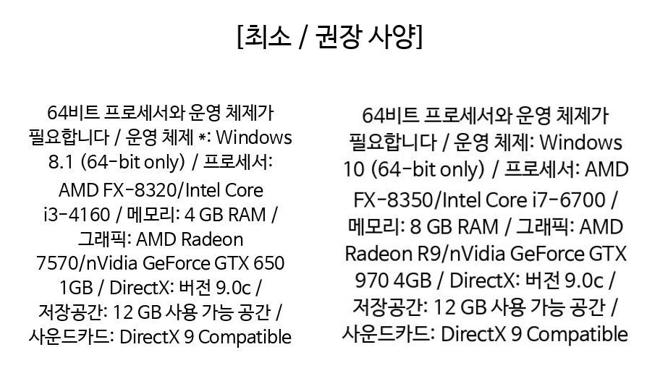 [최소 / 권장 사양]
64비트 프로세서와 운영 체제가
필요합니다 / 운영 체제 *: Windows
8.1 (64-bit only) / 프로세서:
AMD FX-8320/Intel Core
i3-4160 / 메모리: 4 GB RAM /
그래픽: AMD Radeon
7570/nVidia GeForce GTX 650
1GB / DirectX: 버전 9.0c /
저장공간: 12 GB 사용 가능 공간 /
사운드카드: DirectX 9 Compatible
64비트 프로세서와 운영 체제가
필요합니다 / 운영 체제: Windows
10 (64-bit only) / 프로세서: AMD
FX-8350/Intel Core i7-6700 /
메모리: 8 GB RAM / 그래픽: AMD
Radeon R9/nVidia GeForce GTX
970 4GB / DirectX: 버전 9.0c /
저장공간: 12 GB 사용 가능 공간 /
사운드카드: DirectX 9 Compatible